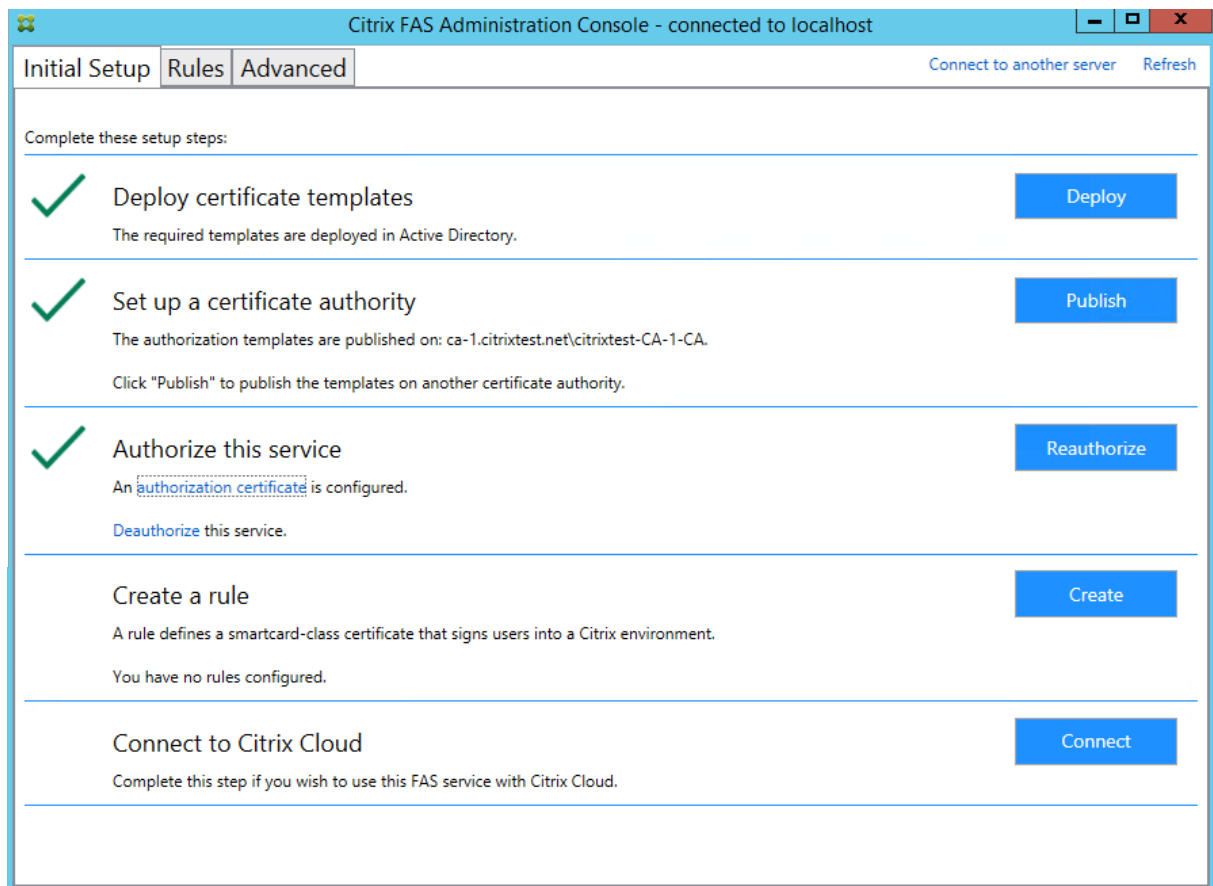 Citrix FAS Administration Console - connected to localhost
Initial Setup Rules Advanced Connect to another server Refresh
Complete these setup steps:
Deploy certificate templates
Deploy
The required templates are deployed in Active Directory.
Set up a certificate authority
Publish
The authorization templates are published on: ca-1.citrixtest.net\citrixtest-CA-1-CA.
Click "Publish" to publish the templates on another certificate authority.
Authorize this service
Reauthorize
An authorization certificate is configured.
Deauthorize this service.
Create a rule
Create
A rule defines a smartcard-class certificate that signs users into a Citrix environment.
You have no rules configured.
Connect to Citrix Cloud
Connect
Complete this step if you wish to use this FAS service with Citrix Cloud.